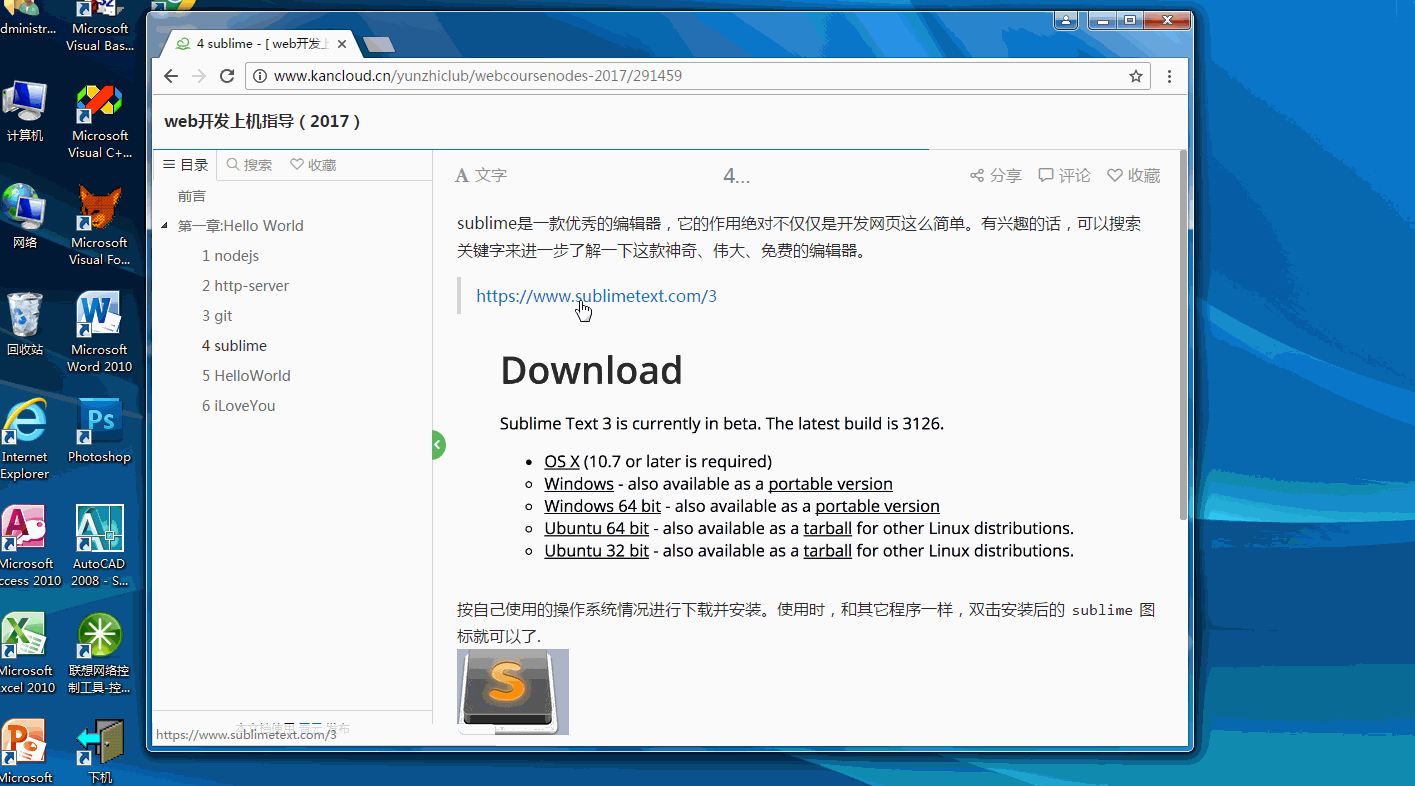 dministr...
Microsoft
Visual Bas...
计算机
Microsoft
Visual C+...
网络
Microsoft
Visual Fo...
回收站
Microsoft
Word 2010
Internet
Explorer
Photoshop
Microsoft
ccess 2010
AutoCAD
2008 - S...
Microsoft
xcel 2010
联想网络控
制工具-控...
Microsoft
下机
4 sublime - [ web开发上
www.kancloud.cn/yunzhiclub/webcoursenodes-2017/291459
web开发上机指导（2017）
目录 搜索 收藏
前言
第一章:Hello World
1 nodejs
2 http-server
3 git
4 sublime
5 HelloWorld
6 iLoveYou
https://www.sublimetext.com/3
A 文字 4... 分享 评论 收藏
sublime是一款优秀的编辑器，它的作用绝对不仅仅是开发网页这么简单。有兴趣的话，可以搜索
关键字来进一步了解一下这款神奇、伟大、免费的编辑器。
https://www.sublimetext.com/3
Download
Sublime Text 3 is currently in beta. The latest build is 3126.
OS X (10.7 or later is required)
Windows - also available as a portable version
Windows 64 bit - also available as a portable version
Ubuntu 64 bit - also available as a tarball for other Linux distributions.
Ubuntu 32 bit - also available as a tarball for other Linux distributions.
按自己使用的操作系统情况进行下载并安装。使用时，和其它程序一样，双击安装后的 sublime 图
标就可以了.